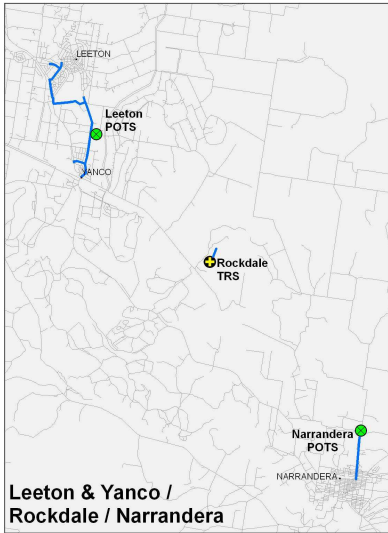 LEETON
Leeton
POTS
YANCO
Rockdale
TRS
Narrandera
POTS
NARRANDERA
Leeton & Yanco /
Rockdale / Narrandera